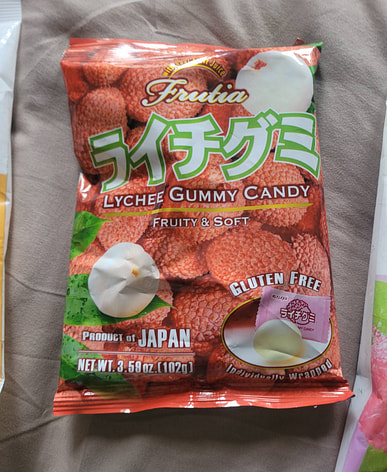 Frutia
ライチグミ
LYCHEE GUMMY CANDY
FRUITY & SOFT
GLUTEN FREE
ライチグミ
PRODUCT of JAPAN
NET WT. 3.59oz. (102g)
Individually Wrapped